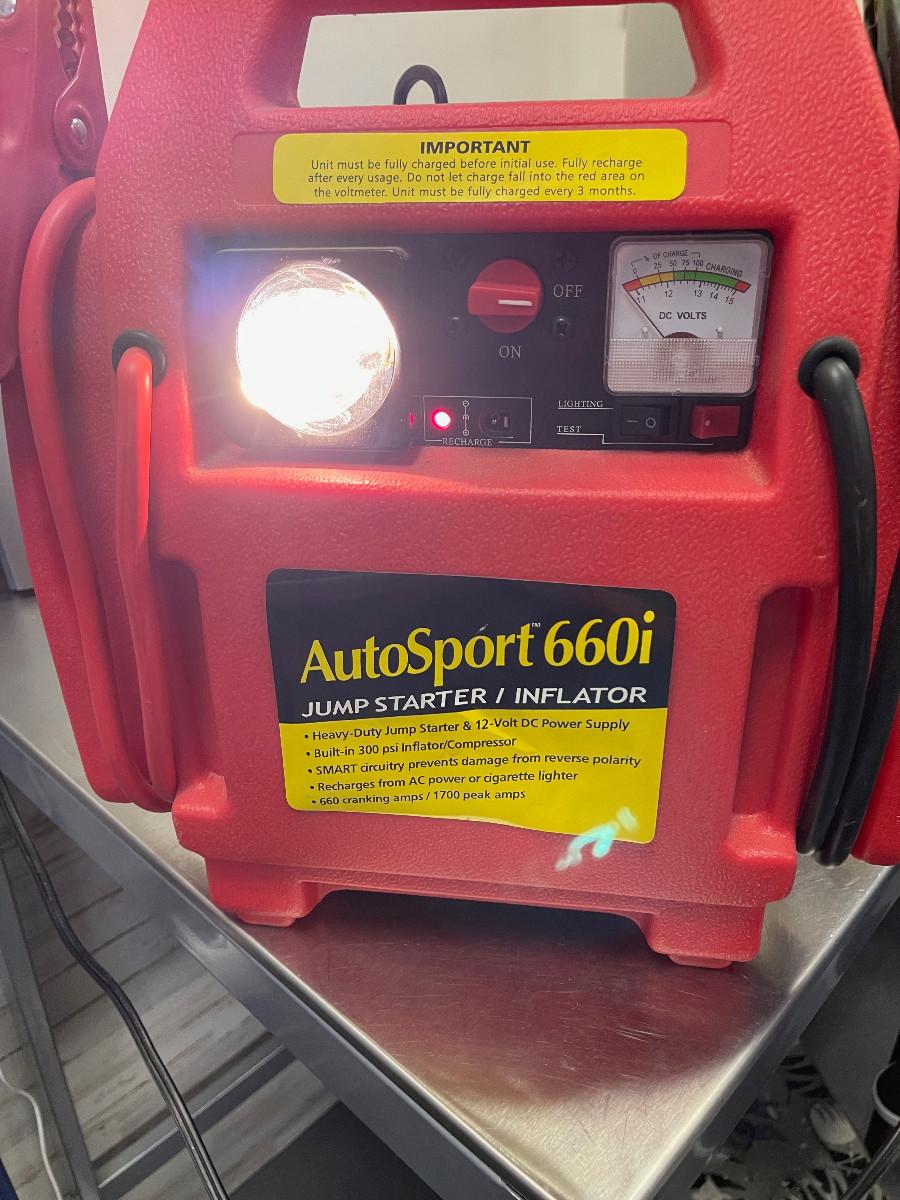 IMPORTANT
Unit must be fully charged before initial use. Fully recharge
after every usage. Do not let charge fall into the red area on
the voltmeter. Unit must be fully charged every 3 months.
% OF CHARGE
0 25 50 75 100 CHARGING
11 12 13 14 15
DC VOLTS
OFF
ON
LIGHTING
TEST
RECHARGE
AutoSport™ 660i
JUMP STARTER / INFLATOR
• Heavy-Duty Jump Starter & 12-Volt DC Power Supply
• Built-in 300 psi Inflator/Compressor
• SMART circuitry prevents damage from reverse polarity
• Recharges from AC power or cigarette lighter
• 660 cranking amps / 1700 peak amps